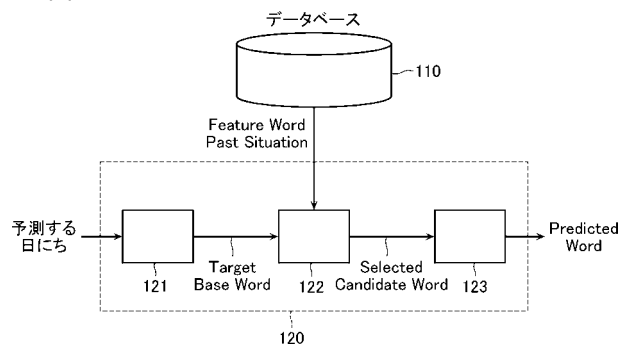 データベース
110
Feature Word
Past Situation
予測する
日にち
Target
Base Word
Selected
Candidate Word
Predicted
Word
121
122
123
120